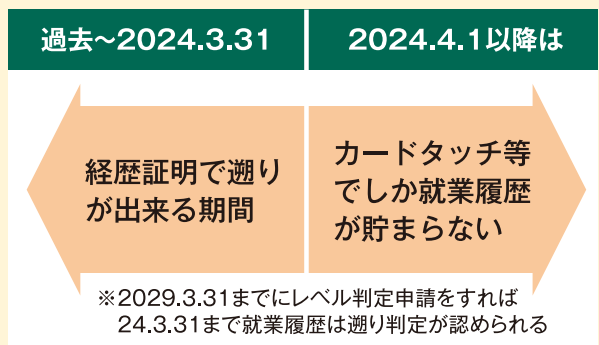 過去~2024.3.31
2024.4.1以降は
経歴証明で遡り
が出来る期間
カードタッチ等
でしか就業履歴
が貯まらない
※2029.3.31までにレベル判定申請をすれば
24.3.31まで就業履歴は遡り判定が認められる